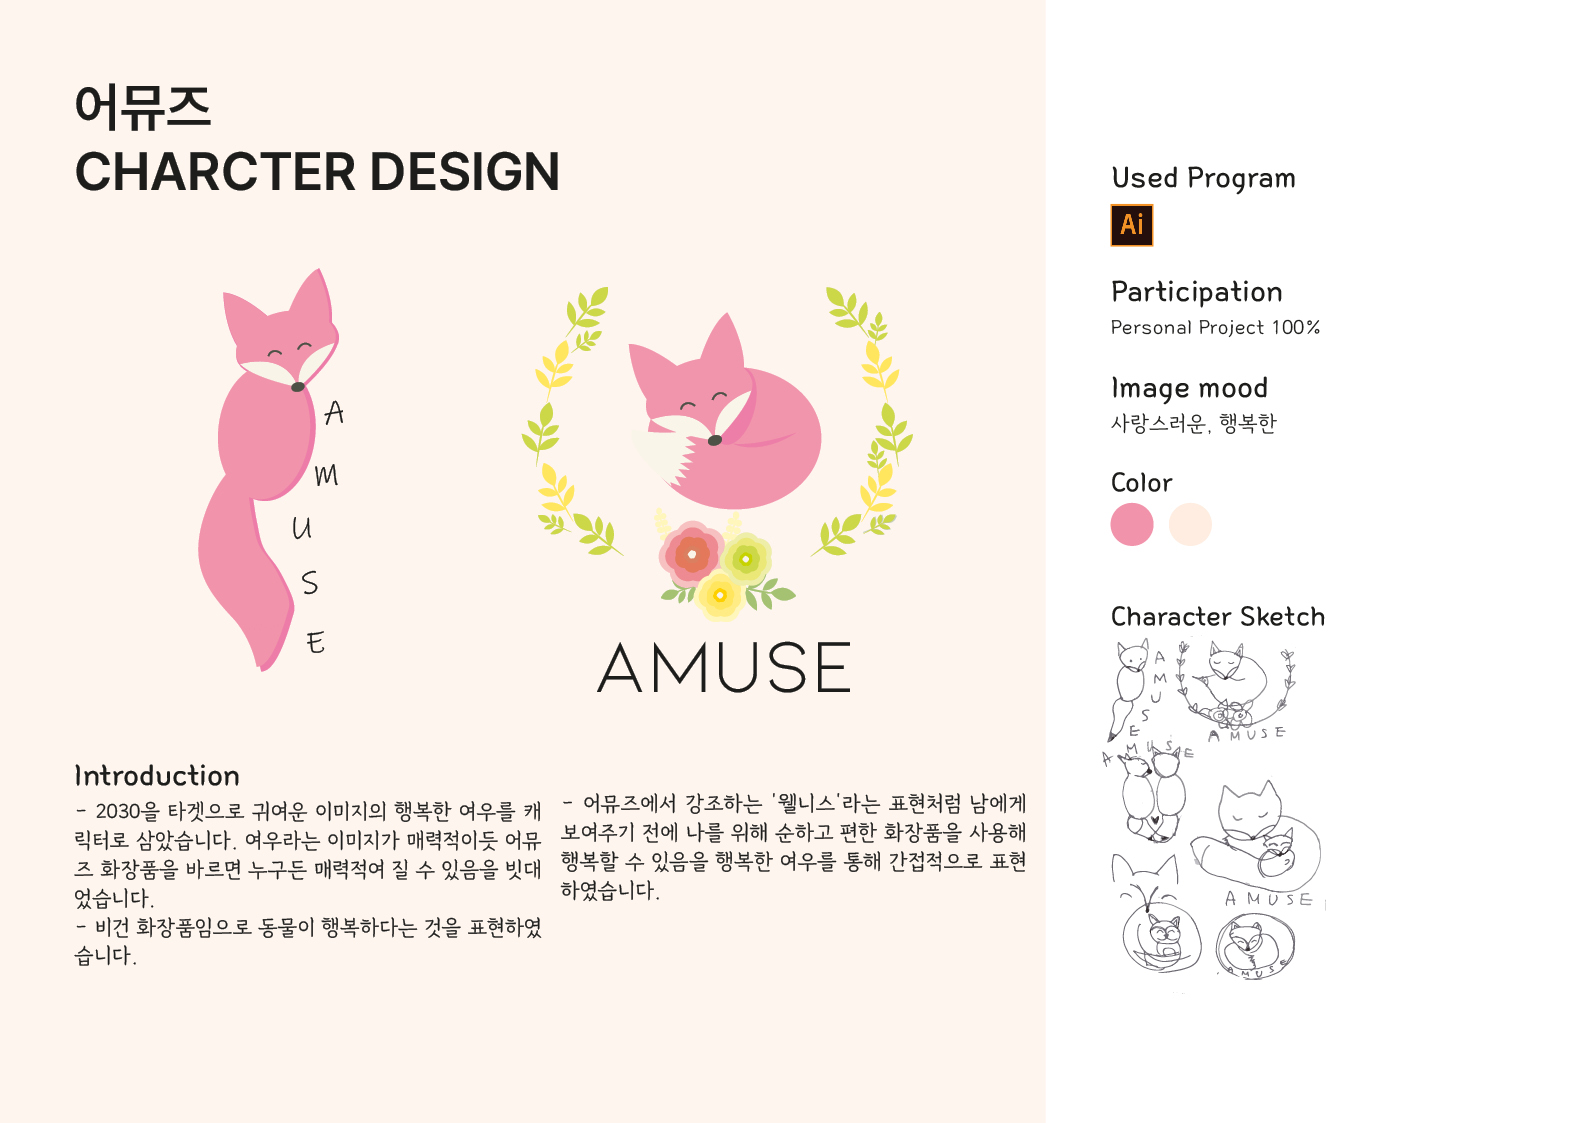 어뮤즈
CHARCTER DESIGN
A
M
U
S
E
AMUSE
Introduction
- 2030을 타겟으로 귀여운 이미지의 행복한 여우를 캐
릭터로 삼았습니다. 여우라는 이미지가 매력적이듯 어뮤
즈 화장품을 바르면 누구든 매력적여 질 수 있음을 빗대
었습니다.
- 비건 화장품임으로 동물이 행복하다는 것을 표현하였
습니다.
- 어뮤즈에서 강조하는 '웰니스'라는 표현처럼 남에게
보여주기 전에 나를 위해 순하고 편한 화장품을 사용해
행복할 수 있음을 행복한 여우를 통해 간접적으로 표현
하였습니다.
Used Program
Ai
Participation
Personal Project 100%
Image mood
사랑스러운, 행복한
Color
Character Sketch
A
M
U
S
E
AMUSE
AMUSE
AMUSE
AMUSE